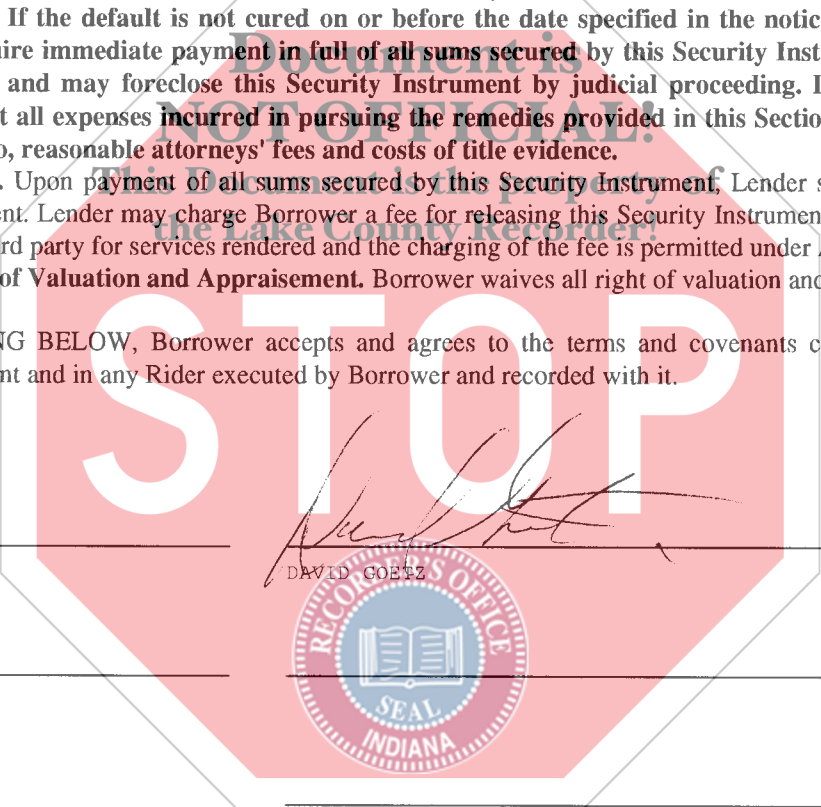 If the default is not cured on or before the date specified in the notic
ire immediate payment in full of all sums secured by this Security Inst
Document is
and may foreclose this Security Instrument by judicial proceeding. I
NOT OFFICIAL!
t all expenses incurred in pursuing the remedies provided in this Sectio
o, reasonable attorneys' fees and costs of title evidence.
. Upon payment of all sums secured by this Security Instrument, Lender s
This Document is the property of
ent. Lender may charge Borrower a fee for releasing this Security Instrumen
the Lake County Recorder!
rd party for services rendered and the charging of the fee is permitted under
of Valuation and Appraisement. Borrower waives all right of valuation and
NG BELOW, Borrower accepts and agrees to the terms and covenants c
nt and in any Rider executed by Borrower and recorded with it.
STOP
DAVID GOETZ
RECORDER'S OFFICE
SEAL
INDIANA